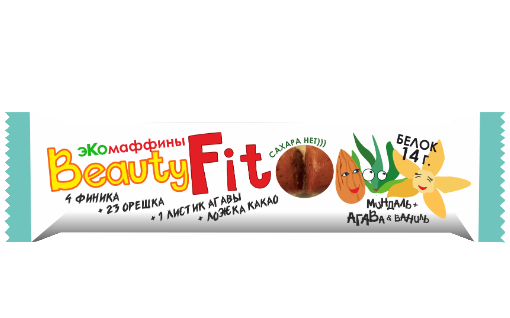 экомаффины
BeautyFit
САХАРА НЕТ)))
БЕЛОК
14 г.
4 ФИНИКА
+ 23 ОРЕШКА
+ 1 ЛИСТИК АГАВЫ
+ ЛОЖКА КАКАО
МИНДАЛЬ +
АГАВА & ВАНИЛЬ